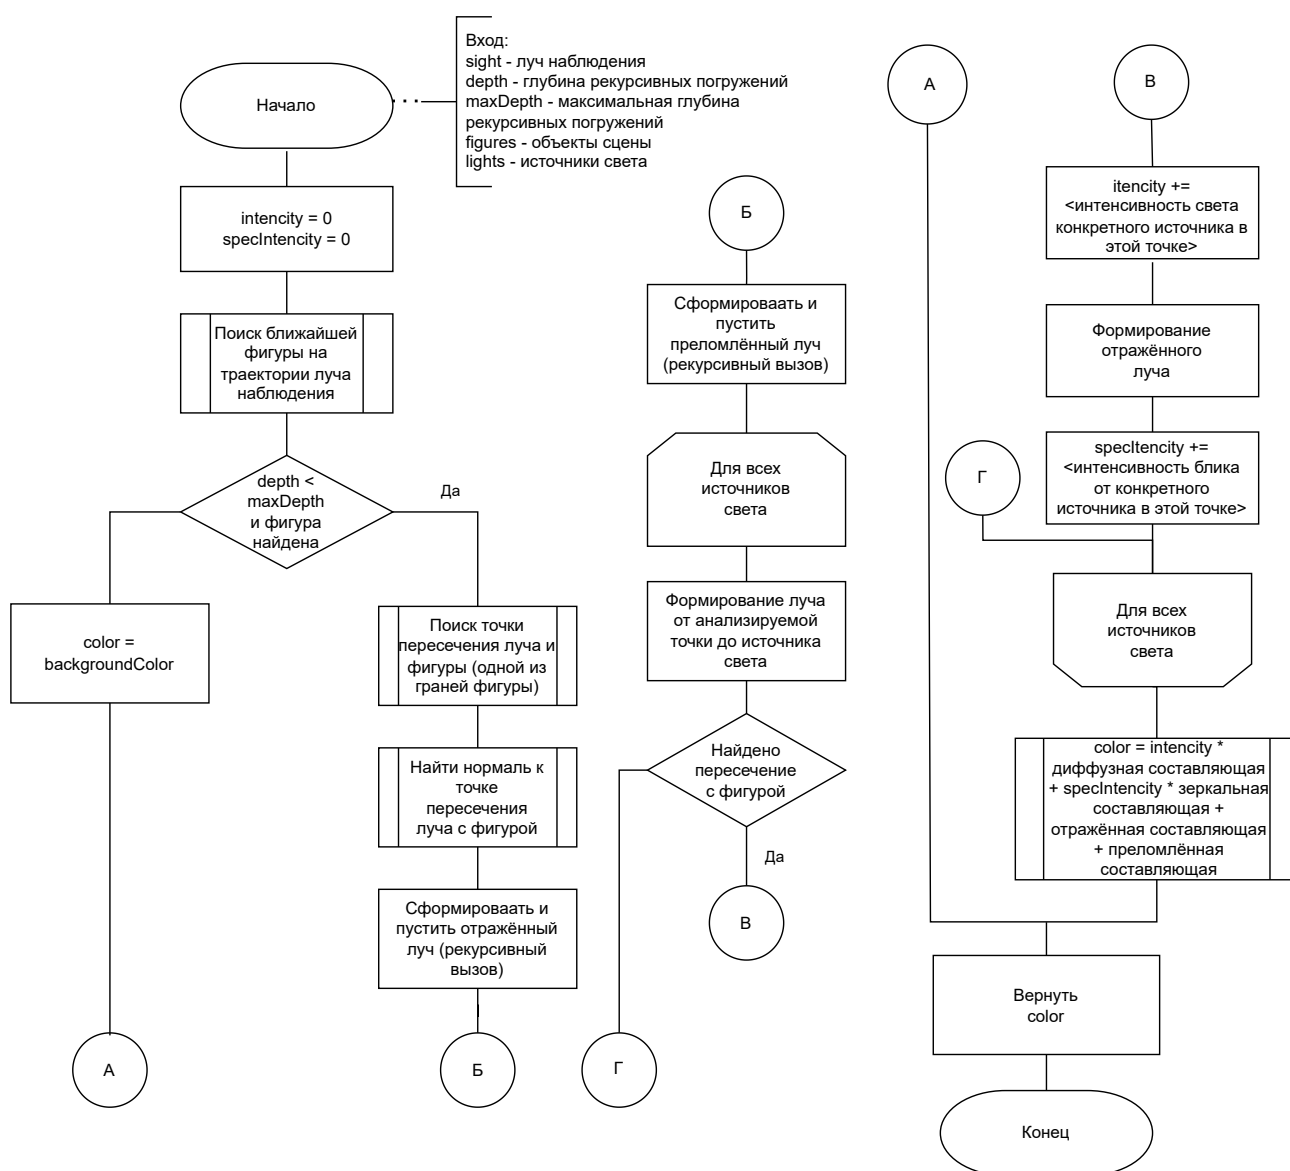 Начало
Вход:
sight - луч наблюдения
depth - глубина рекурсивных погружений
maxDepth - максимальная глубина
рекурсивных погружений
figures - объекты сцены
lights - источники света
intencity = 0
specIntencity = 0
Поиск ближайшей
фигуры на
траектории луча
наблюдения
depth <
maxDepth
и фигура
найдена
Да
color =
backgroundColor
А
Поиск точки
пересечения луча и
фигуры (одной из
граней фигуры)
Найти нормаль к
точке
пересечения
луча с фигурой
Сформироваать и
пустить отражённый
луч (рекурсивный
вызов)
Б
Б
Сформироваать и
пустить
преломлённый луч
(рекурсивный вызов)
Для всех
источников
света
Формирование луча
от анализируемой
точки до источника
света
Найдено
пересечение
с фигурой
Да
В
Г
А
В
itencity +=
<интенсивность света
конкретного источника в
этой точке>
Формирование
отражённого
луча
specItencity +=
<интенсивность блика
от конкретного
источника в этой точке>
Г
Для всех
источников
света
color = intencity *
диффузная составляющая
+ specIntencity * зеркальная
составляющая +
отражённая составляющая
+ преломлённая
составляющая
Вернуть
color
Конец